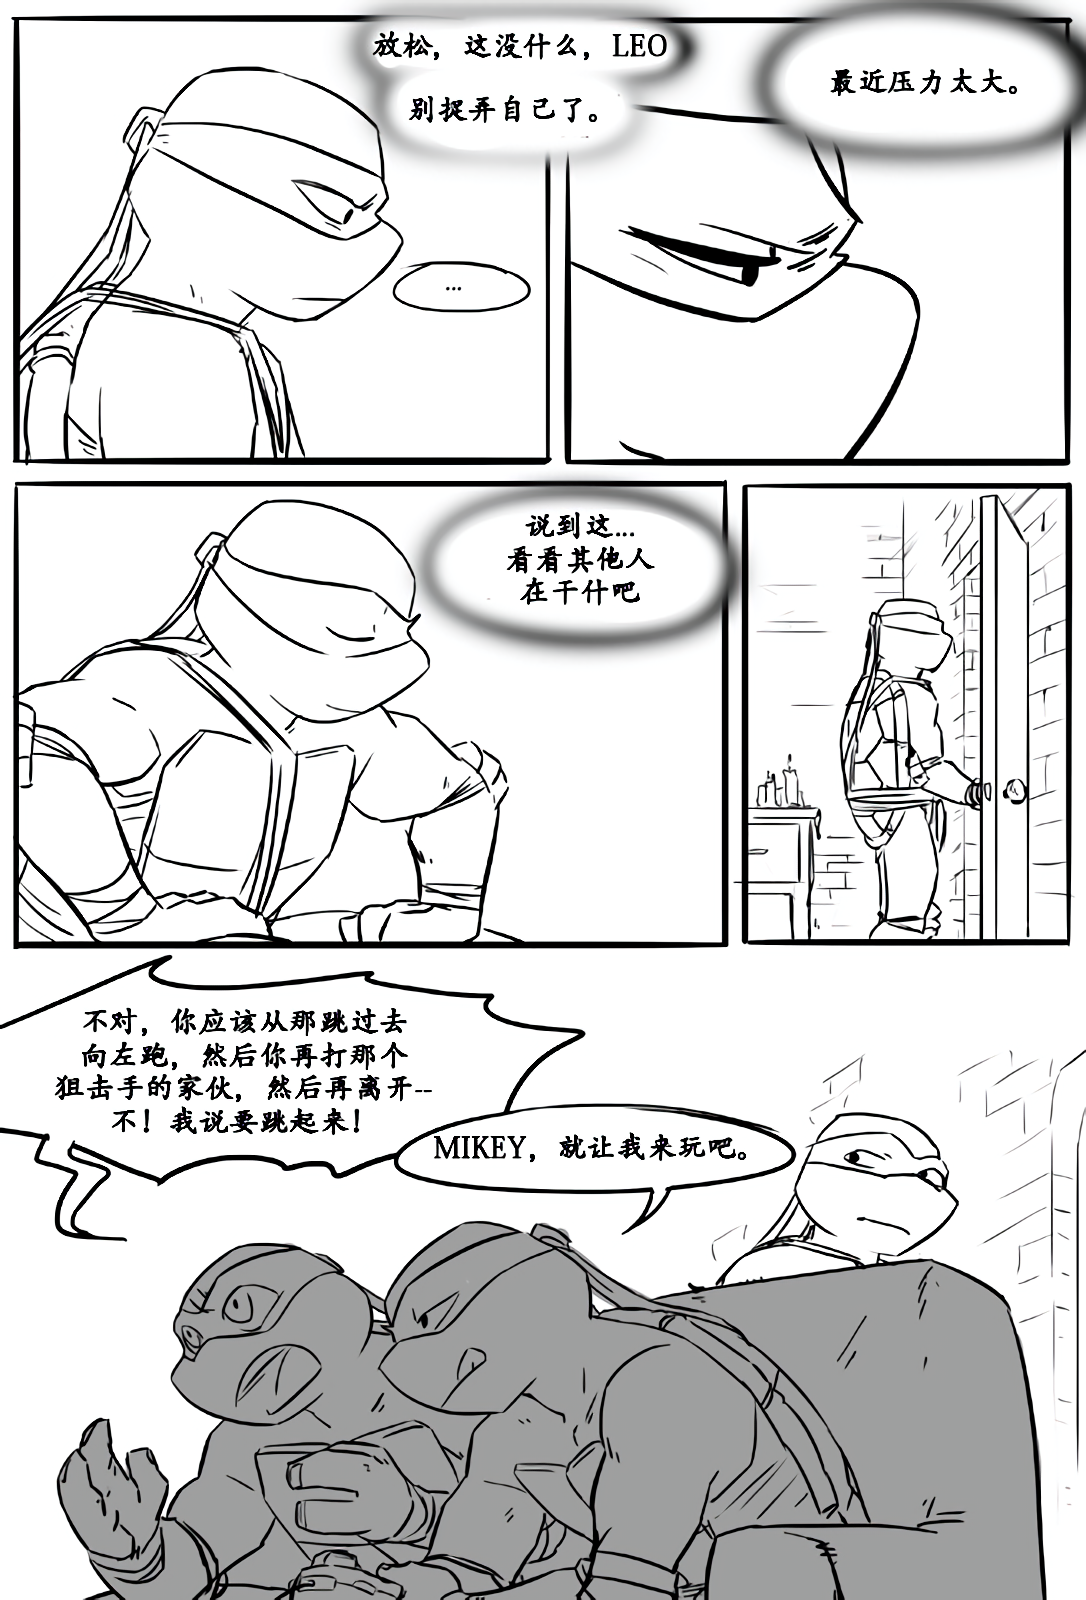 放松，这没什么，LEO
别捉弄自己了。
最近压力太大。
...
说到这...
看看其他人
在干什吧
不对，你应该从那跳过去
向左跑，然后你再打那个
狙击手的家伙，然后再离开--
不！我说要跳起来！
MIKEY，就让我来玩吧。